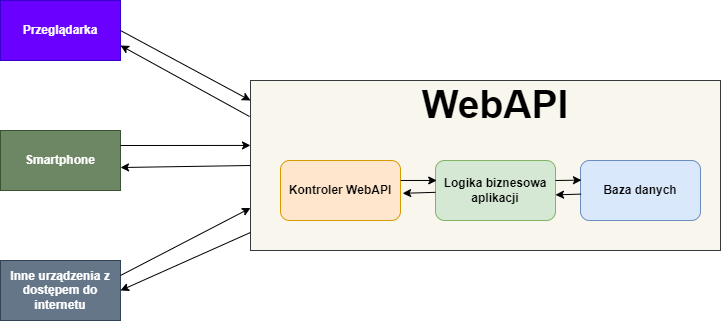 Przeglądarka
WebAPI
Smartphone
Kontroler WebAPI
Logika biznesowa
aplikacji
Baza danych
Inne urządzenia z
dostępem do
internetu